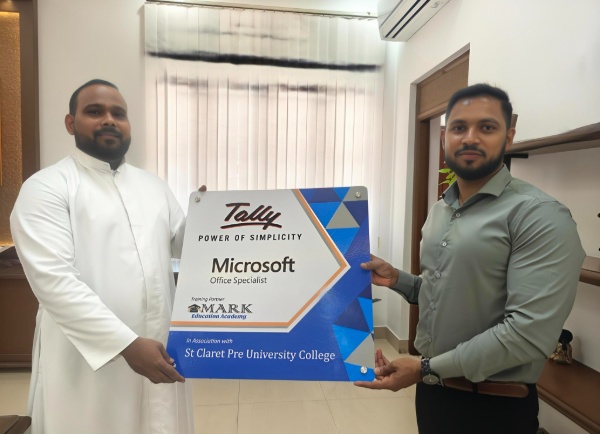 Tally
POWER OF SIMPLICITY
Microsoft
Office Specialist
Training Partner
MARK
Education Academy
In Association with
St Claret Pre University College